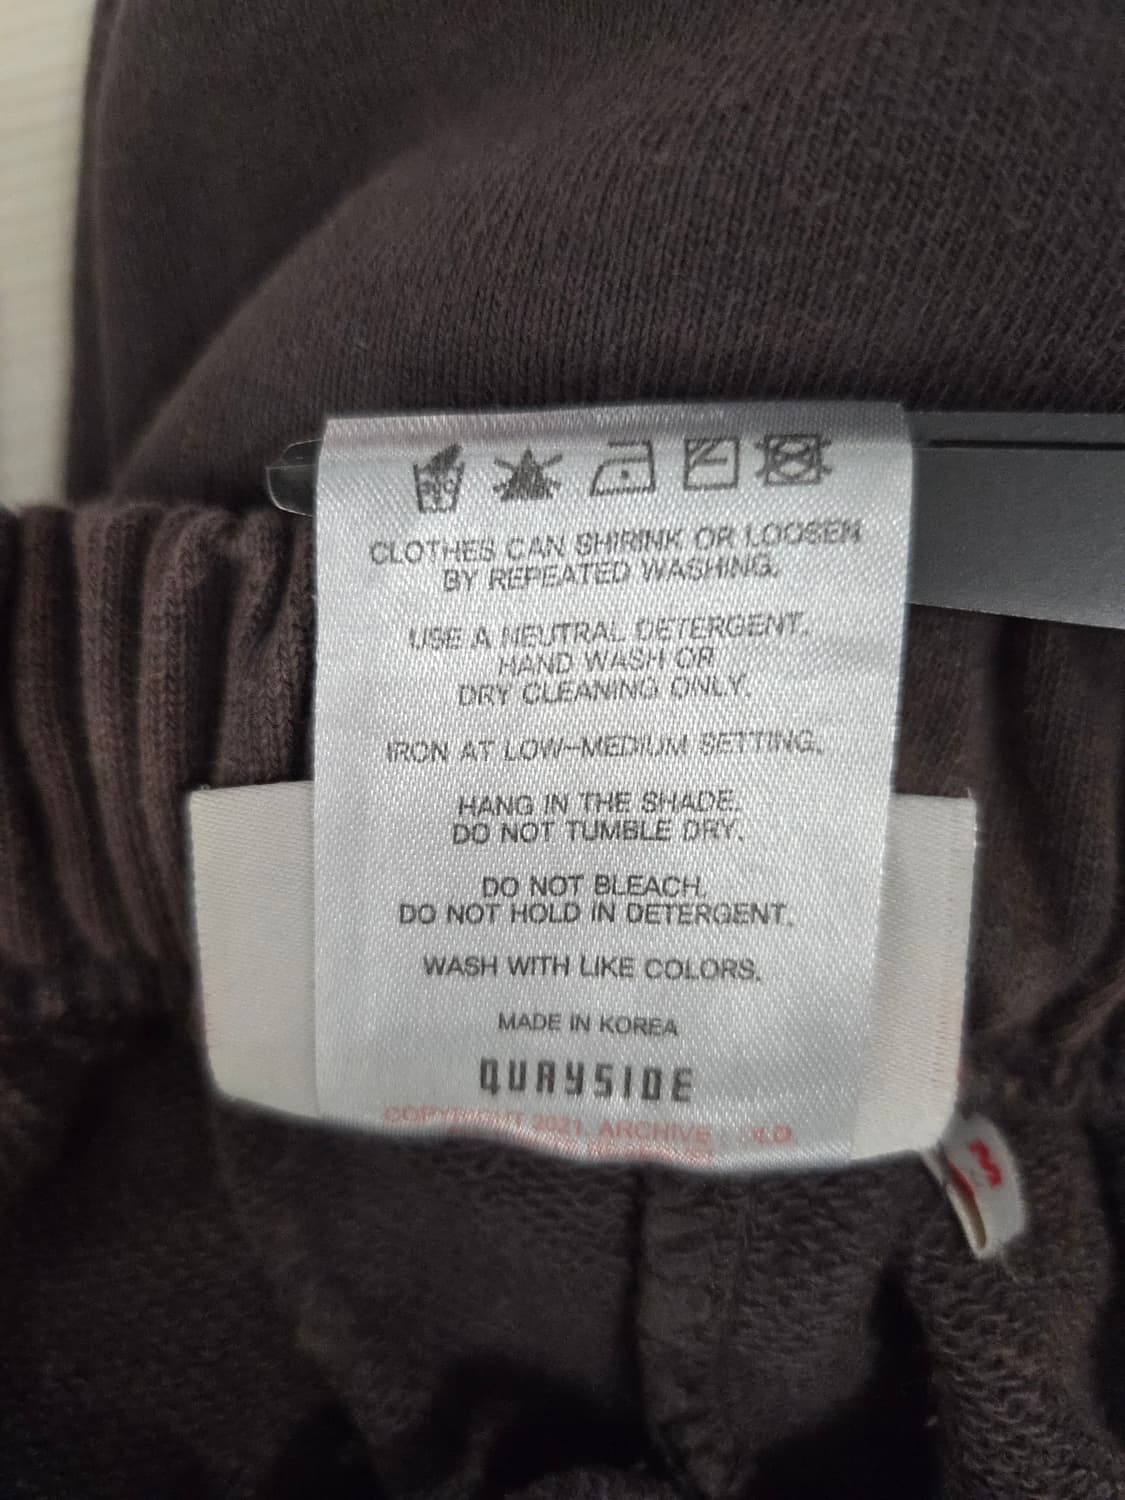 CLOTHES CAN SHIRINK OR LOOSEN
BY REPEATED WASHING.
USE A NEUTRAL DETERGENT.
HAND WASH OR
DRY CLEANING ONLY.
IRON AT LOW-MEDIUM SETTING.
HANG IN THE SHADE.
DO NOT TUMBLE DRY.
DO NOT BLEACH.
DO NOT HOLD IN DETERGENT.
WASH WITH LIKE COLORS.
MADE IN KOREA
QUAYSIDE
COPYRIGHT 2021, ARCHIVE
M